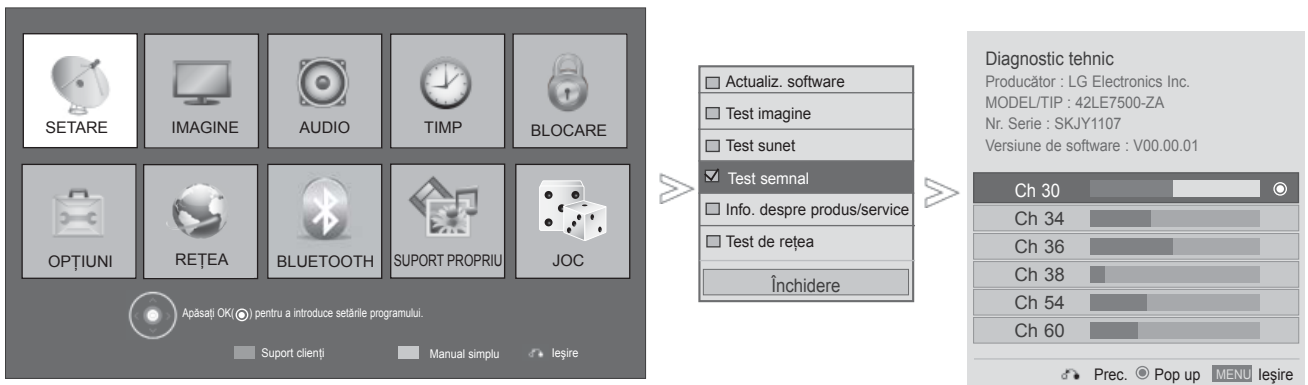 SETARE
IMAGINE
AUDIO
TIMP
BLOCARE
OPȚIUNI
REȚEA
BLUETOOTH
SUPORT PROPRIU
JOC
Apăsați OK(◉) pentru a introduce setările programului.
Suport clienți
Manual simplu
Ieșire
Actualiz. software
Test imagine
Test sunet
Test semnal
Info. despre produs/service
Test de rețea
Închidere
Diagnostic tehnic
Producător : LG Electronics Inc.
MODEL/TIP : 42LE7500-ZA
Nr. Serie : SKJY1107
Versiune de software : V00.00.01
Ch 30
Ch 34
Ch 36
Ch 38
Ch 54
Ch 60
Prec. ◉ Pop up MENU Ieșire